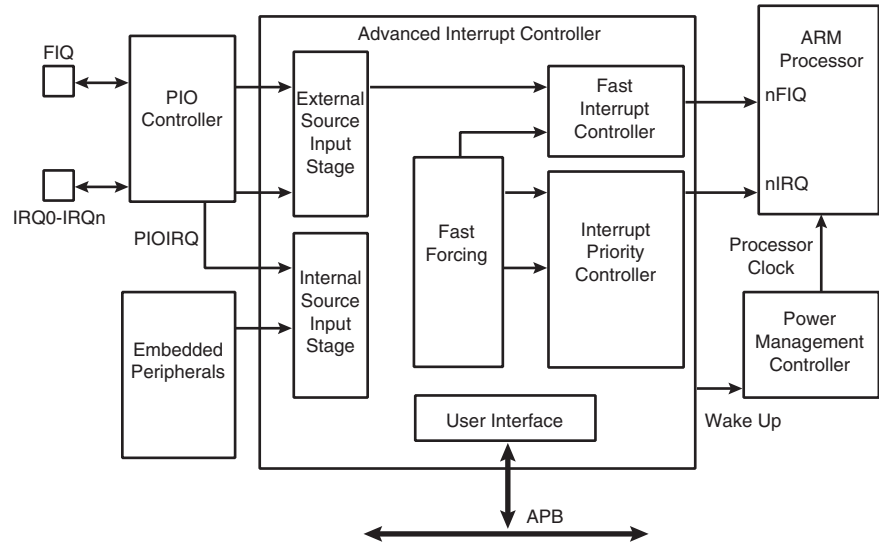 Advanced Interrupt Controller
FIQ
PIO
Controller
IRQ0-IRQn
PIOIRQ
Embedded
Peripherals
External
Source
Input
Stage
Internal
Source
Input
Stage
Fast
Forcing
Fast
Interrupt
Controller
Interrupt
Priority
Controller
User Interface
APB
ARM
Processor
nFIQ
nIRQ
Processor
Clock
Power
Management
Controller
Wake Up